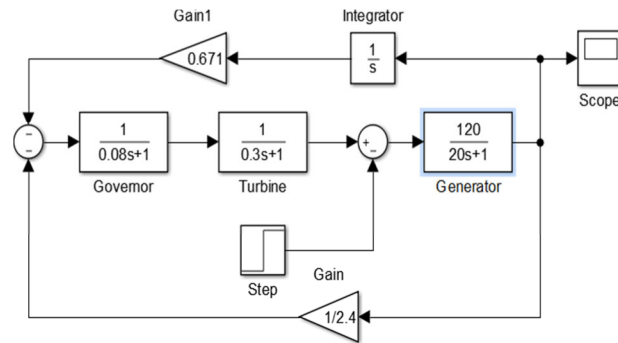 Gain1
Integrator
0.671
1
s
Scope
−
−
1
0.08s+1
Governor
1
0.3s+1
Turbine
+
−
120
20s+1
Generator
Step
Gain
1/2.4